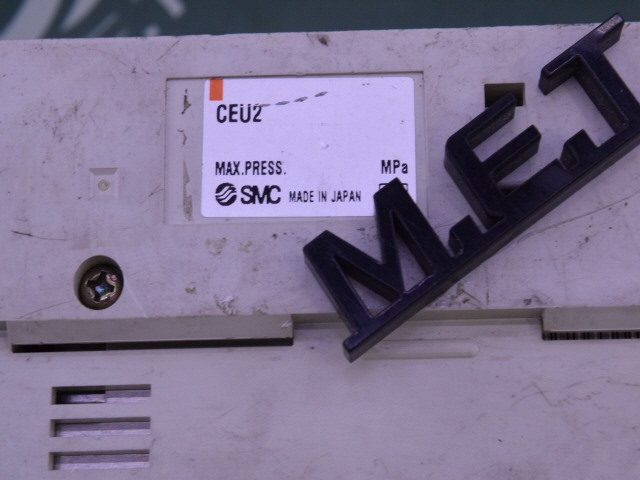 CEU2
MAX.PRESS. MPa
SMC MADE IN JAPAN
M.E.T